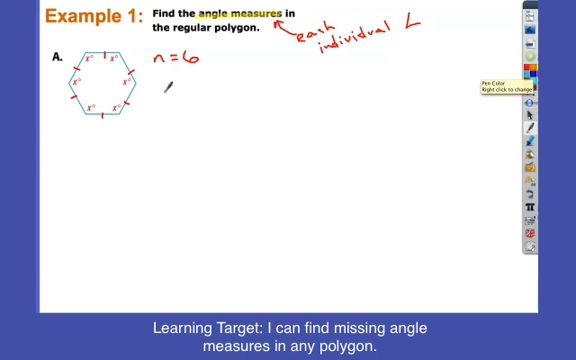 Example 1: Find the angle measures in
the regular polygon.
each
individual ∠
A.
n = 6
x° x°
x° x°
x° x°
Pen Color
Right click to change
π
Learning Target: I can find missing angle
measures in any polygon.